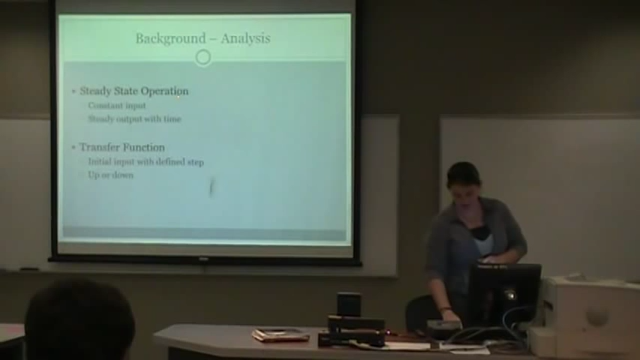 Background – Analysis
Steady State Operation
Constant input
Steady output with time
Transfer Function
Initial input with defined step
Up or down